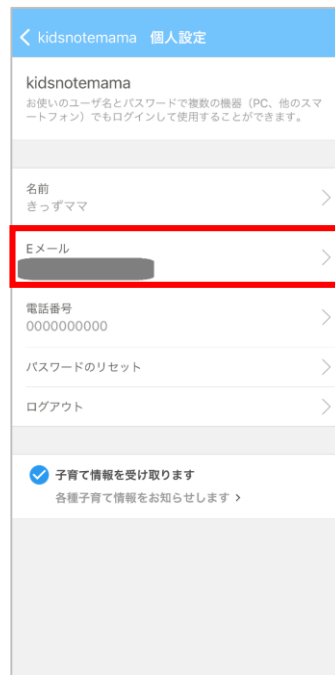 kidsnotemama 個人設定
kidsnotemama
お使いのユーザ名とパスワードで複数の機器（PC、他のスマ
ートフォン）でもログインして使用することができます。
名前
きっずママ
Eメール
電話番号
0000000000
パスワードのリセット
ログアウト
子育て情報を受け取ります
各種子育て情報をお知らせします >